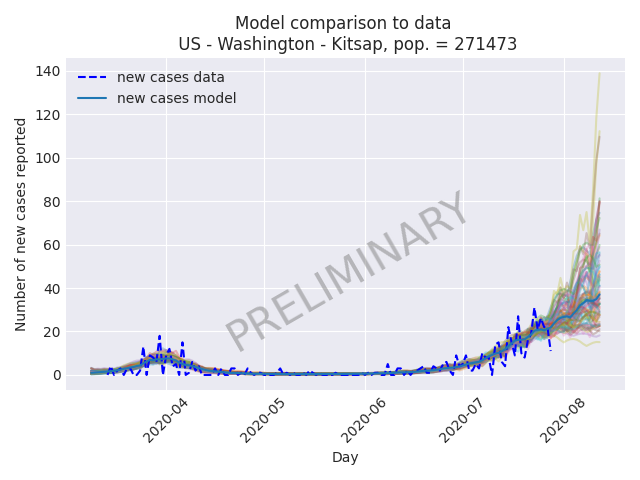 Model comparison to data
US - Washington - Kitsap, pop. = 271473
140
120
100
80
60
40
20
0
Number of new cases reported
new cases data
new cases model
PRELIMINARY
2020-04
2020-05
2020-06
2020-07
2020-08
Day